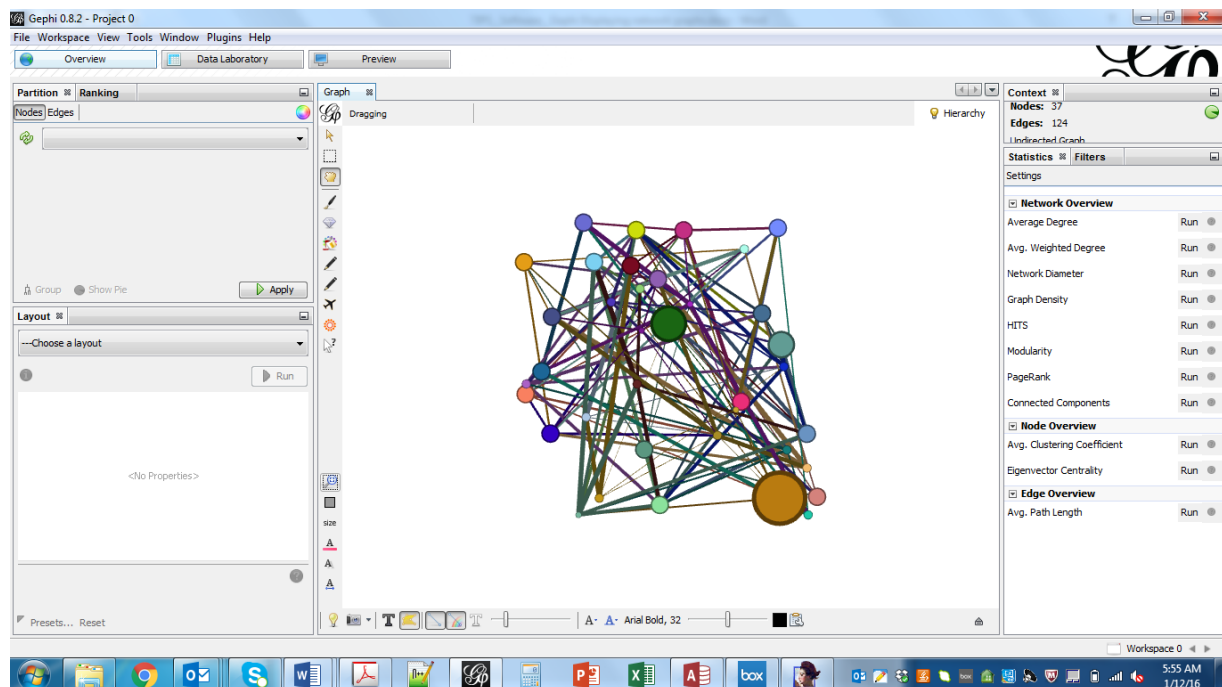 Gephi 0.8.2 - Project 0
File Workspace View Tools Window Plugins Help
Overview Data Laboratory Preview
Partition Ranking
Nodes Edges
Group Show Pie Apply
Layout
---Choose a layout
Run
<No Properties>
Presets... Reset
Graph
Dragging Hierarchy
size
A
A
A
T T A- A- Arial Bold, 32
Context
Nodes: 37
Edges: 124
Undirected Graph
Statistics Filters
Settings
Network Overview
Average Degree Run
Avg. Weighted Degree Run
Network Diameter Run
Graph Density Run
HITS Run
Modularity Run
PageRank Run
Connected Components Run
Node Overview
Avg. Clustering Coefficient Run
Eigenvector Centrality Run
Edge Overview
Avg. Path Length Run
Workspace 0
box
5:55 AM
1/12/16